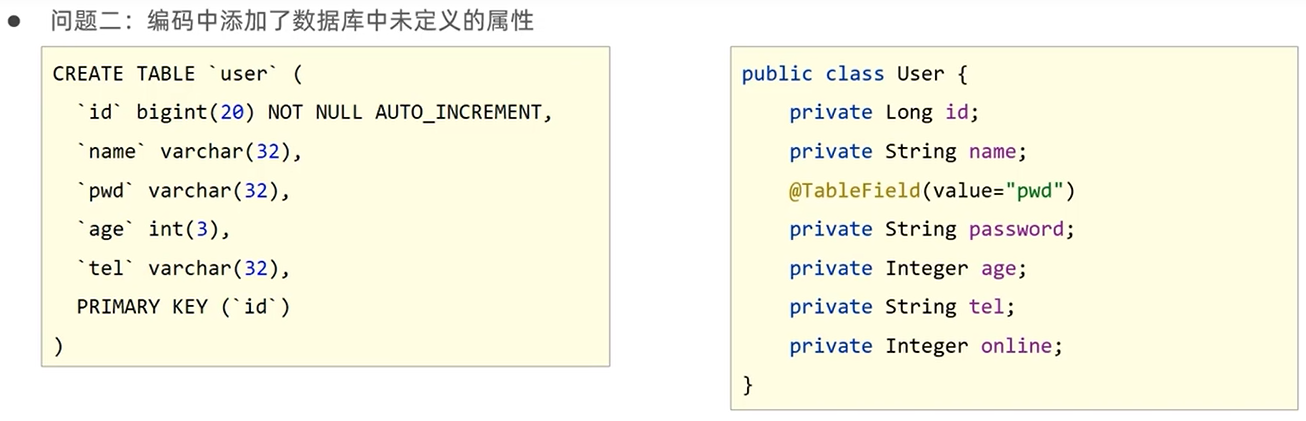 ● 问题二：编码中添加了数据库中未定义的属性
CREATE TABLE `user` (
`id` bigint(20) NOT NULL AUTO_INCREMENT,
`name` varchar(32),
`pwd` varchar(32),
`age` int(3),
`tel` varchar(32),
PRIMARY KEY (`id`)
)
public class User {
private Long id;
private String name;
@TableField(value="pwd")
private String password;
private Integer age;
private String tel;
private Integer online;
}